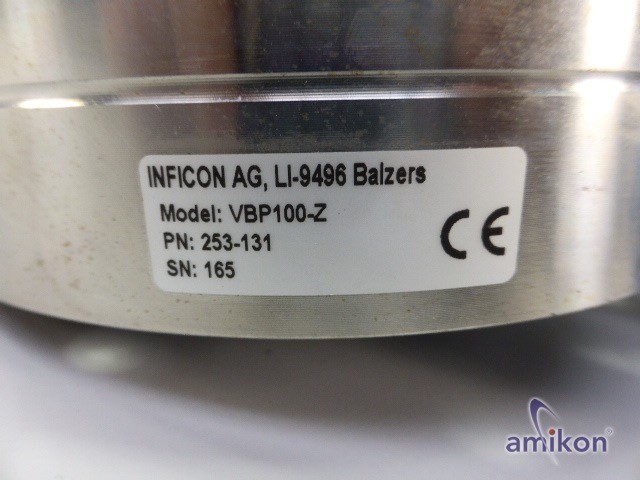 INFICON AG, LI-9496 Balzers
Model: VBP100-Z
PN: 253-131
SN: 165
CE
amikon®